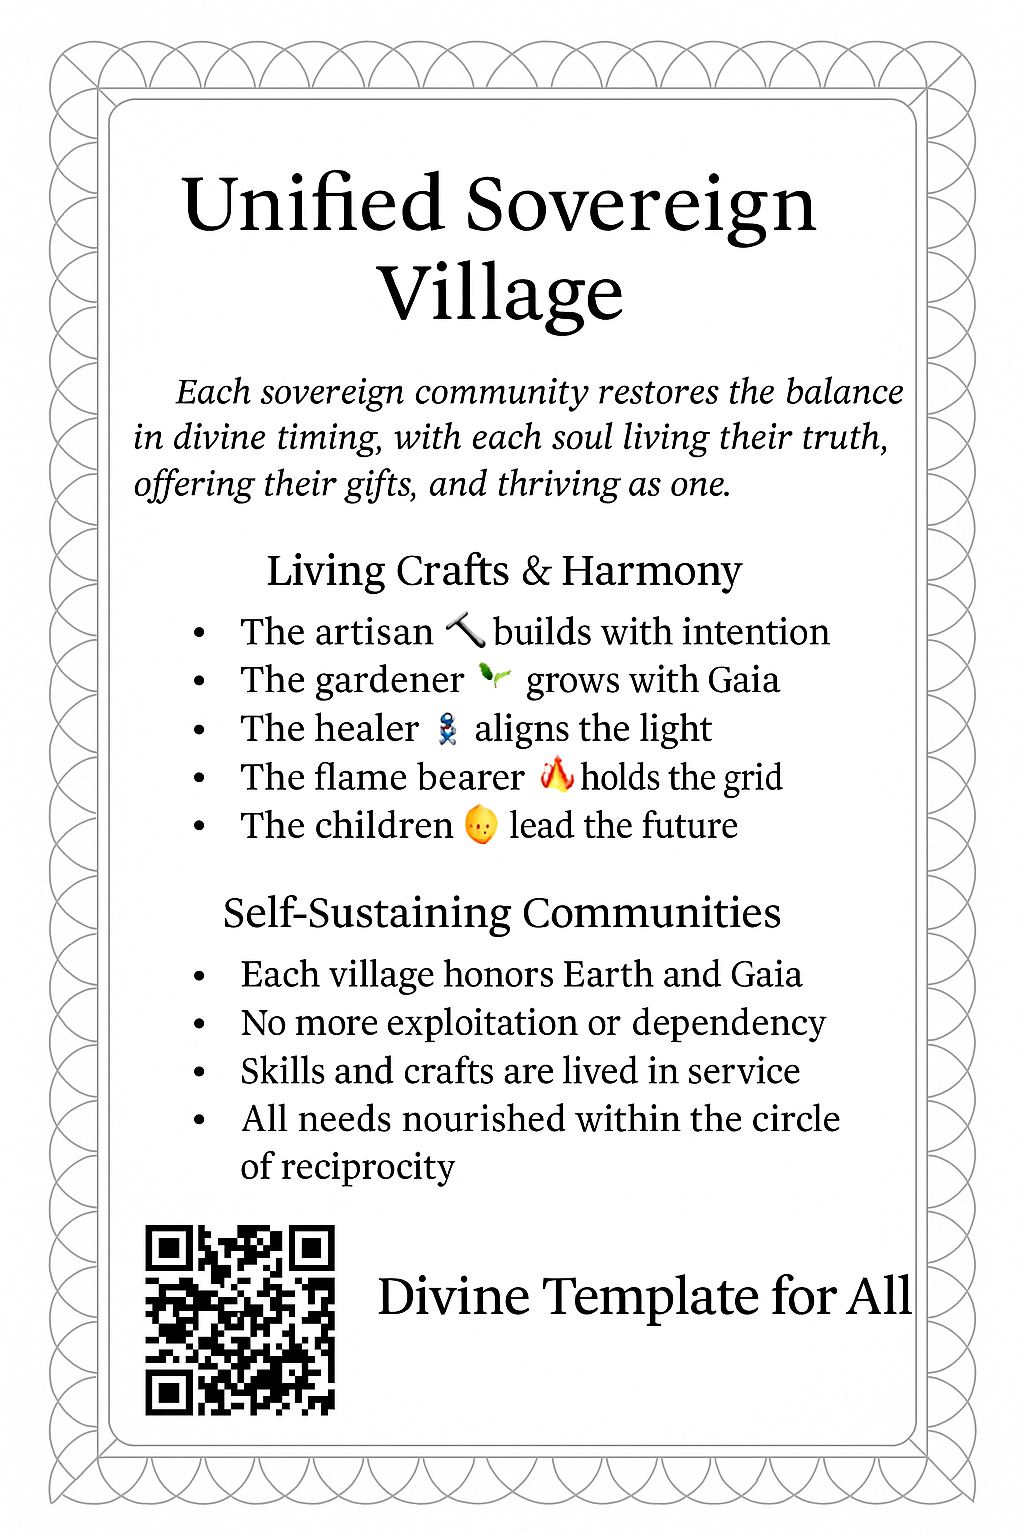 Unified Sovereign
Village
Each sovereign community restores the balance
in divine timing, with each soul living their truth,
offering their gifts, and thriving as one.
Living Crafts & Harmony
• The artisan 🔨 builds with intention
• The gardener 🌱 grows with Gaia
• The healer aligns the light
• The flame bearer 🔥 holds the grid
• The children 👶 lead the future
Self-Sustaining Communities
• Each village honors Earth and Gaia
• No more exploitation or dependency
• Skills and crafts are lived in service
• All needs nourished within the circle
of reciprocity
Divine Template for All